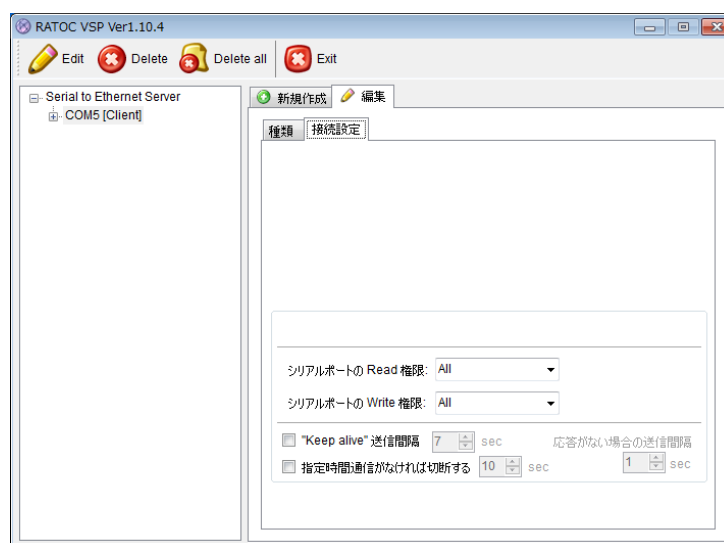 RATOC VSP Ver1.10.4
Edit Delete Delete all Exit
Serial to Ethernet Server
COM5 [Client]
新規作成 編集
種類 接続設定
シリアルポートの Read 権限: All
シリアルポートの Write 権限: All
"Keep alive" 送信間隔 7 sec 応答がない場合の送信間隔
指定時間通信がなければ切断する 10 sec 1 sec